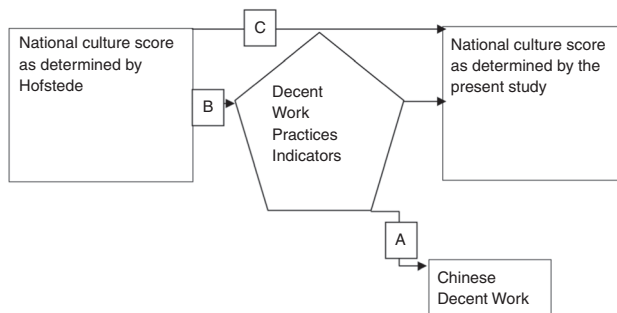 C
National culture score
as determined by
Hofstede
National culture score
as determined by the
present study
B
Decent
Work
Practices
Indicators
A
Chinese
Decent Work